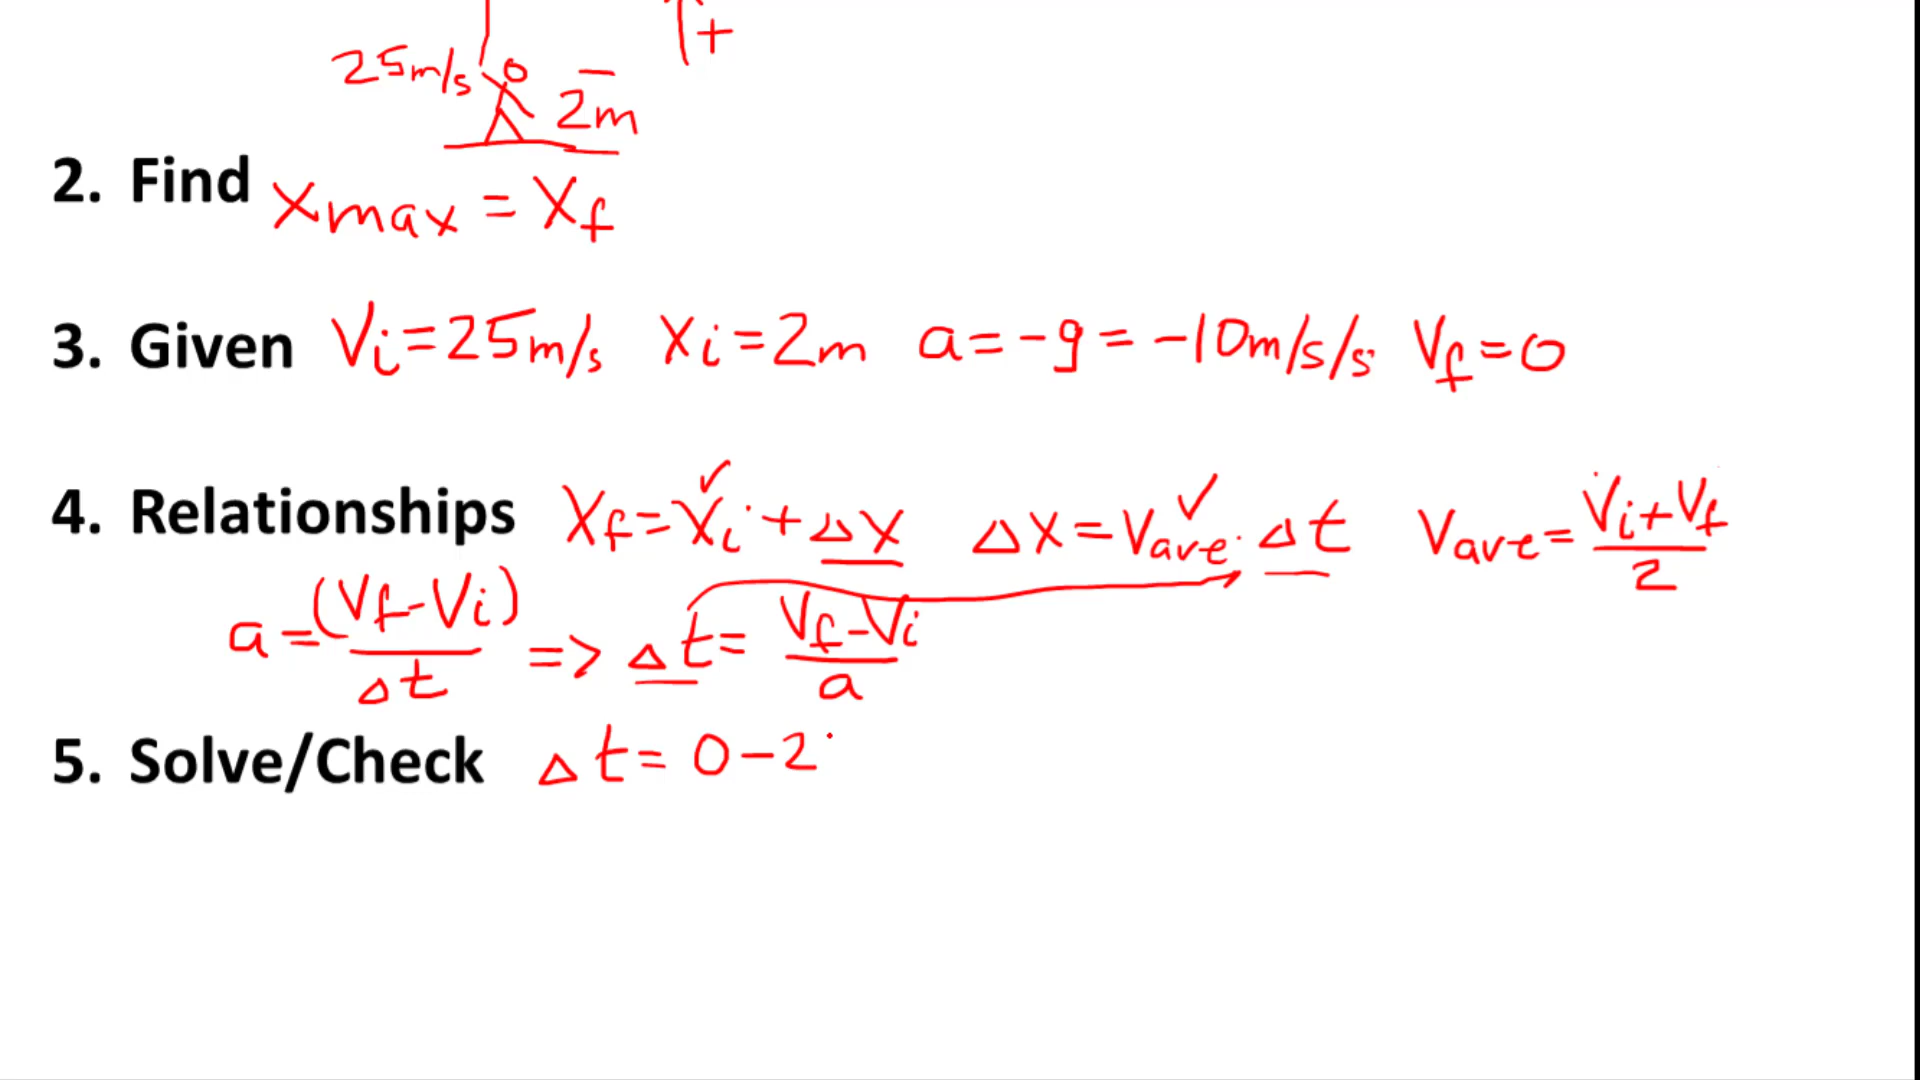 ↑+
25m/s 2m
2. Find Xmax = Xf
3. Given Vi=25m/s Xi=2m a=-g=-10m/s/s Vf=0
4. Relationships Xf=Xi+ΔX ΔX=Vave·Δt Vave=(Vi+Vf)/2
a=(Vf-Vi)/Δt => Δt=(Vf-Vi)/a
5. Solve/Check Δt=0-2